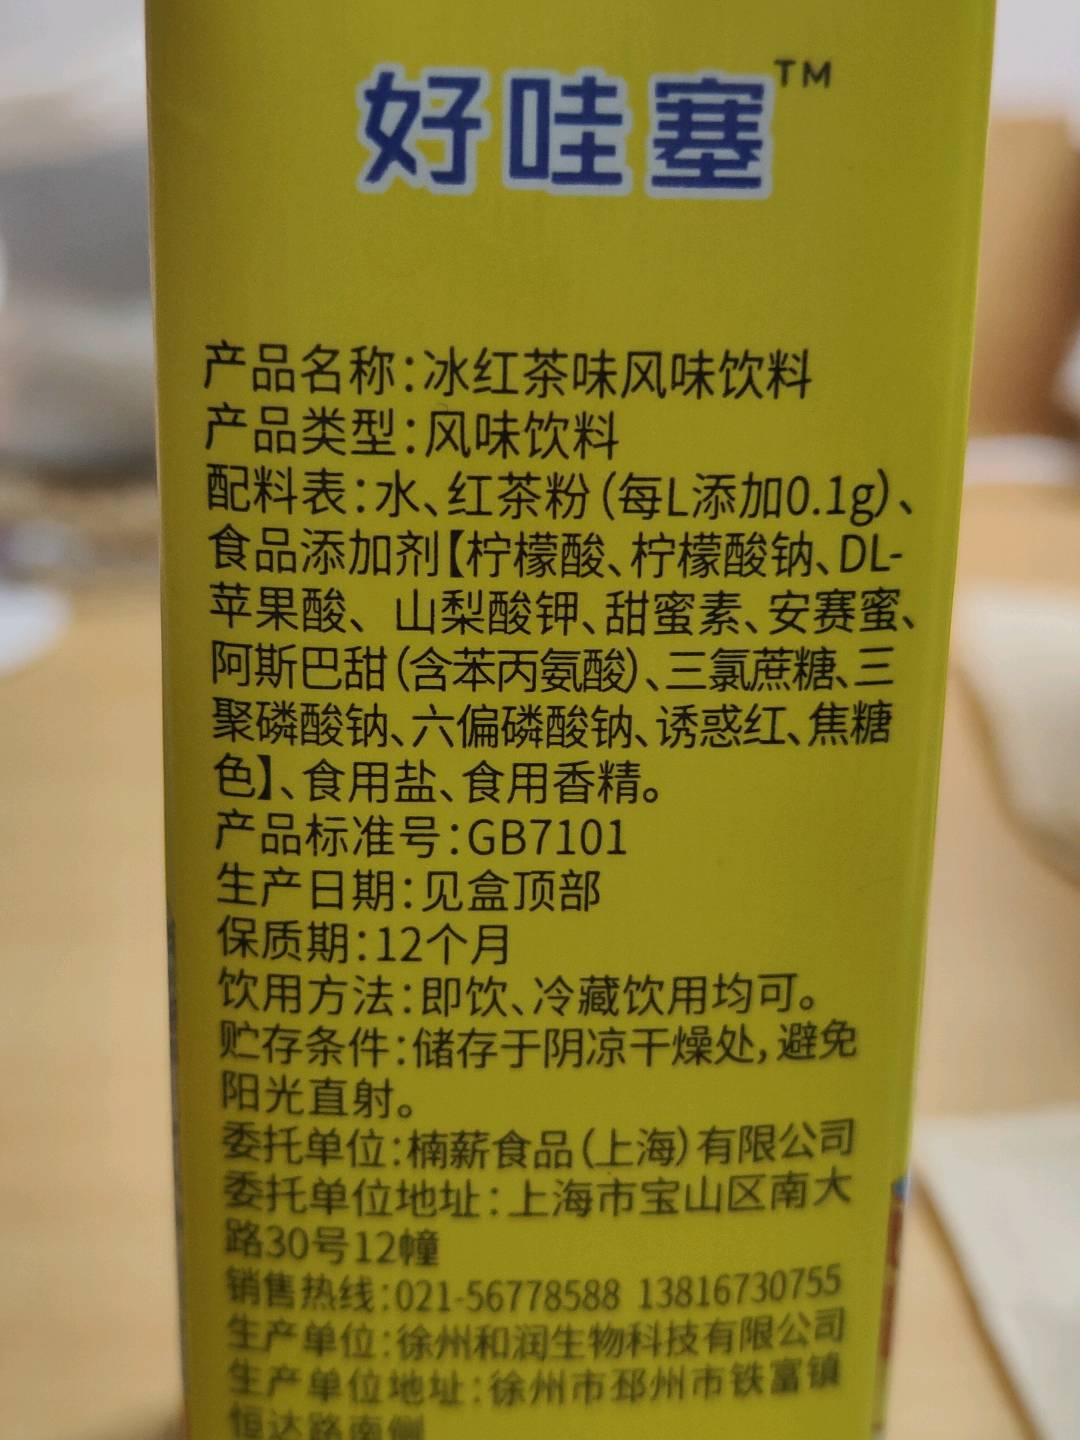 好哇塞™
产品名称:冰红茶味风味饮料
产品类型:风味饮料
配料表:水、红茶粉(每L添加0.1g)、
食品添加剂【柠檬酸、柠檬酸钠、DL-
苹果酸、山梨酸钾、甜蜜素、安赛蜜、
阿斯巴甜(含苯丙氨酸)、三氯蔗糖、三
聚磷酸钠、六偏磷酸钠、诱惑红、焦糖
色】、食用盐、食用香精。
产品标准号:GB7101
生产日期:见盒顶部
保质期:12个月
饮用方法:即饮、冷藏饮用均可。
贮存条件:储存于阴凉干燥处,避免
阳光直射。
委托单位:楠薪食品(上海)有限公司
委托单位地址:上海市宝山区南大
路30号12幢
销售热线:021-56778588 13816730755
生产单位:徐州和润生物科技有限公司
生产单位地址:徐州市邳州市铁富镇
恒达路南侧